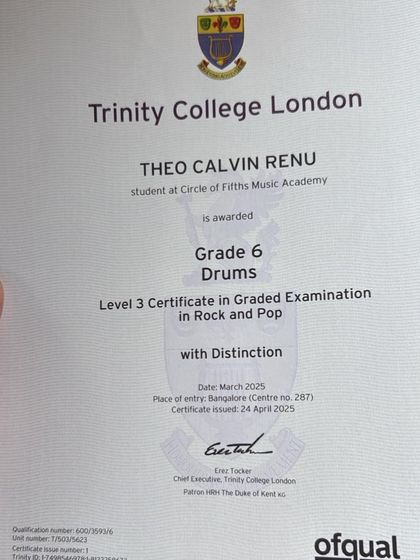 Trinity College London
THEO CALVIN RENU
student at Circle of Fifths Music Academy
is awarded
Grade 6
Drums
Level 3 Certificate in Graded Examination
in Rock and Pop
with Distinction
Date: March 2025
Place of entry: Bangalore (Centre no. 287)
Certificate issued: 24 April 2025
Erez Tocker
Chief Executive, Trinity College London
Patron HRH The Duke of Kent KG
Qualification number: 600/3593/6
Unit number: T/503/5623
Certificate issue number: 1
Trinity ID:
ofqual